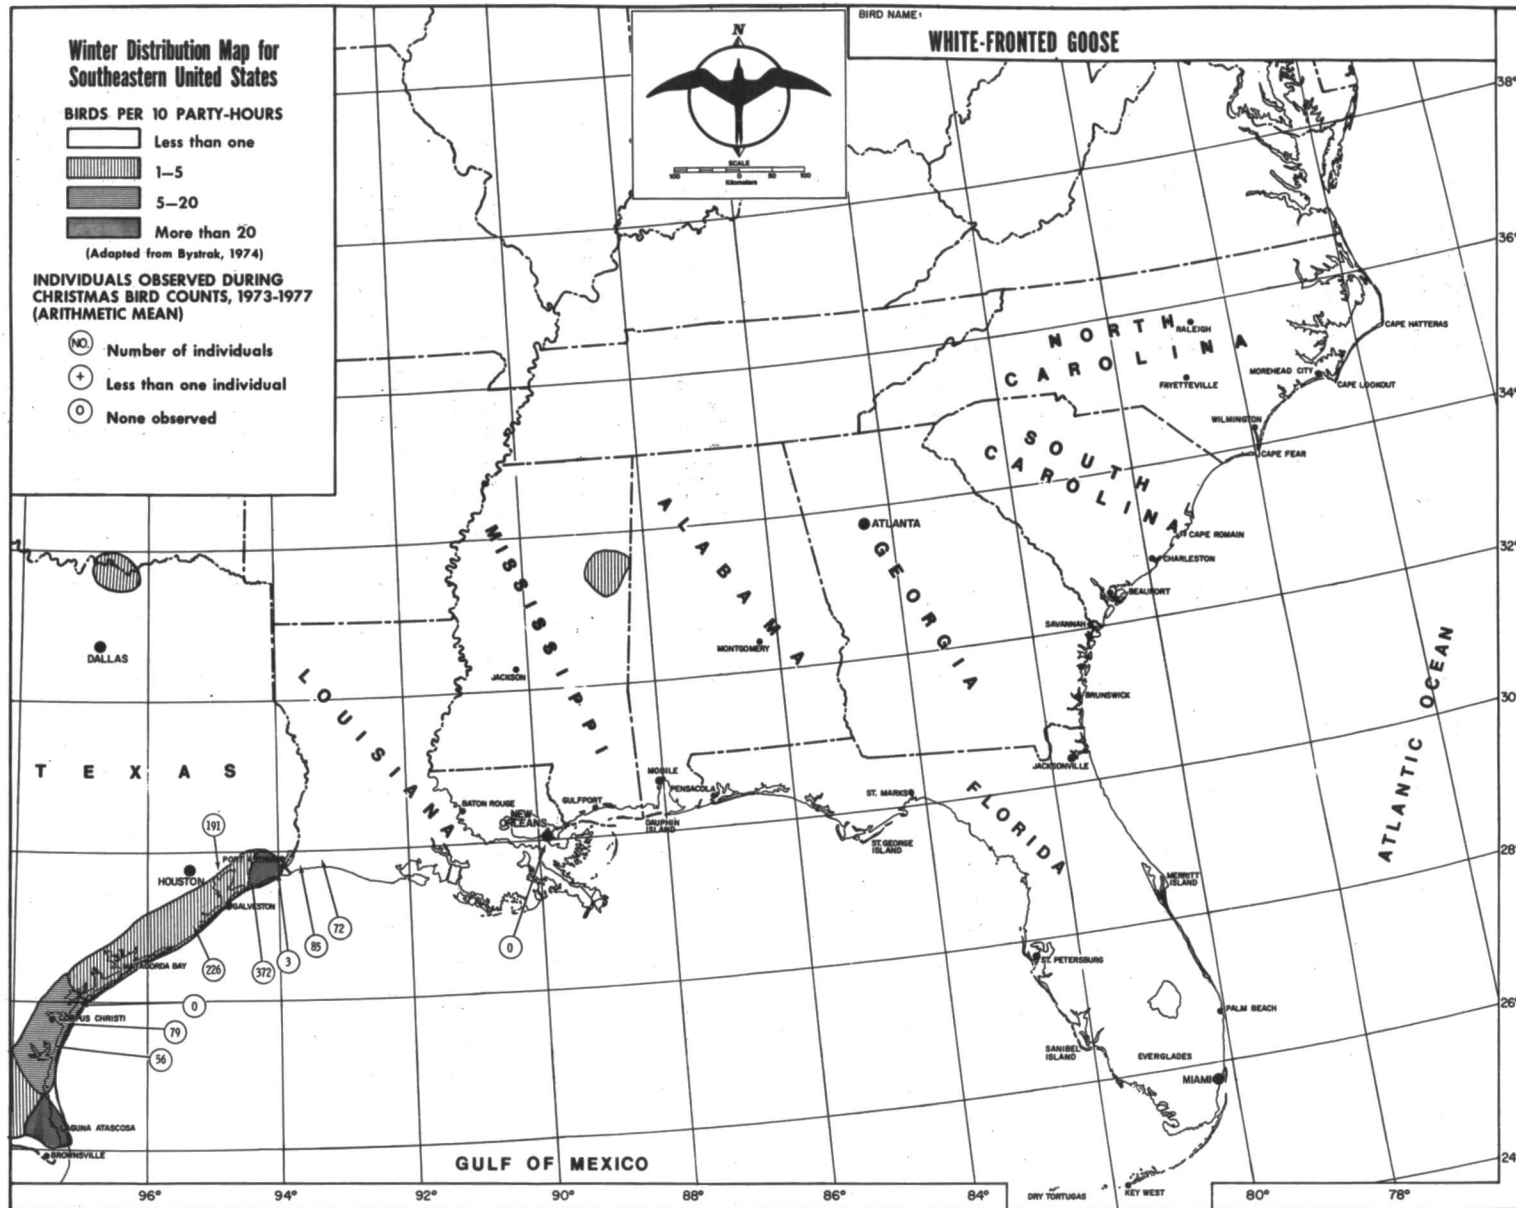 BIRD NAME:
WHITE-FRONTED GOOSE
Winter Distribution Map for
Southeastern United States
BIRDS PER 10 PARTY-HOURS
Less than one
1—5
5—20
More than 20
(Adapted from Bystrak, 1974)
INDIVIDUALS OBSERVED DURING
CHRISTMAS BIRD COUNTS, 1973-1977
(ARITHMETIC MEAN)
NO. Number of individuals
+ Less than one individual
0 None observed
N
SCALE
100 0 50 100
Kilometers
38°
36°
34°
32°
30°
28°
26°
24°
NORTH
CAROLINA
RALEIGH
FAYETTEVILLE
CAPE HATTERAS
MOREHEAD CITY
CAPE LOOKOUT
WILMINGTON
CAPE FEAR
SOUTH
CAROLINA
CAPE ROMAIN
CHARLESTON
BEAUFORT
ATLANTA
GEORGIA
SAVANNAH
BRUNSWICK
ALABAMA
MONTGOMERY
MISSISSIPPI
JACKSON
DALLAS
LOUISIANA
TEXAS
JACKSONVILLE
MOBILE
PENSACOLA
GULFPORT
BATON ROUGE
NEW
ORLEANS
DAUPHIN
ISLAND
ST. MARKS
ST. GEORGE
ISLAND
FLORIDA
ATLANTIC OCEAN
MERRITT
ISLAND
191
HOUSTON
GALVESTON
MATAGORDA BAY
226
372
3
85
72
0
0
CORPUS CHRISTI
79
56
LAGUNA ATASCOSA
BROWNSVILLE
ST. PETERSBURG
PALM BEACH
SANIBEL
ISLAND
EVERGLADES
MIAMI
GULF OF MEXICO
DRY TORTUGAS
KEY WEST
96°
94°
92°
90°
88°
86°
84°
80°
78°